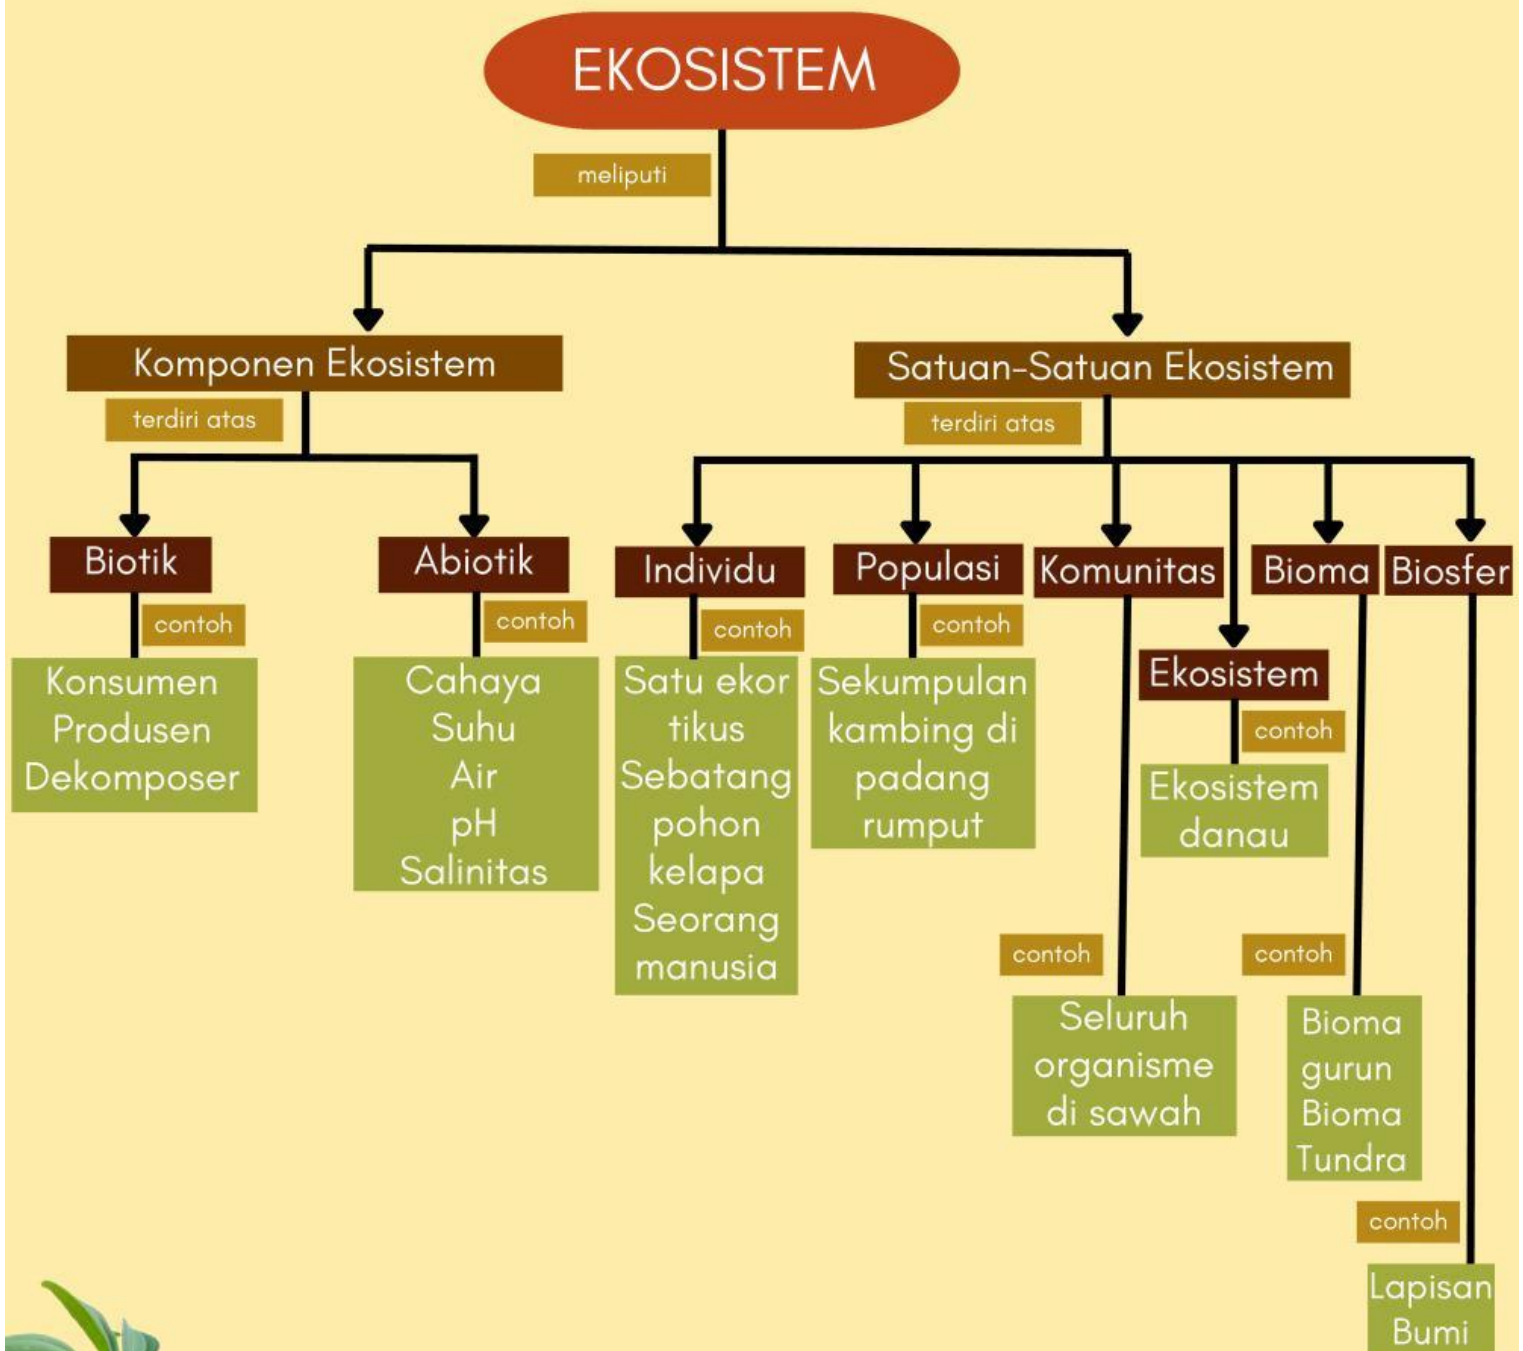 EKOSISTEM
meliputi
Komponen Ekosistem
terdiri atas
Biotik
contoh
Konsumen
Produsen
Dekomposer
Abiotik
contoh
Cahaya
Suhu
Air
pH
Salinitas
Satuan-Satuan Ekosistem
terdiri atas
Individu
contoh
Satu ekor
tikus
Sebatang
pohon
kelapa
Seorang
manusia
Populasi
contoh
Sekumpulan
kambing di
padang
rumput
Komunitas
contoh
Seluruh
organisme
di sawah
Ekosistem
contoh
Ekosistem
danau
Bioma
contoh
Bioma
gurun
Bioma
Tundra
Biosfer
contoh
Lapisan
Bumi